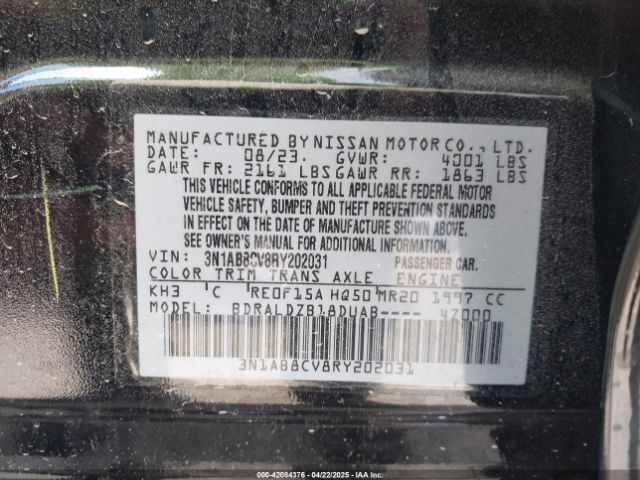 MANUFACTURED BY NISSAN MOTOR CO., LTD.
DATE: 08/23. GVWR: 4001 LBS
GAWR FR: 2161 LBS GAWR RR: 1863 LBS
THIS VEHICLE CONFORMS TO ALL APPLICABLE FEDERAL MOTOR
VEHICLE SAFETY, BUMPER AND THEFT PREVENTION STANDARDS
IN EFFECT ON THE DATE OF MANUFACTURE SHOWN ABOVE.
SEE OWNER'S MANUAL FOR ADDITIONAL INFORMATION.
VIN: 3N1AB8CV8RY202031 PASSENGER CAR.
COLOR TRIM TRANS AXLE ENGINE
KH3 C RE0F15A HQ50 MR20 1997 CC
MODEL: BDRALDZB18DUAB---- 4Z000
3N1AB8CV8RY202031
000-42084376 - 04/22/2025 - IAA Inc.